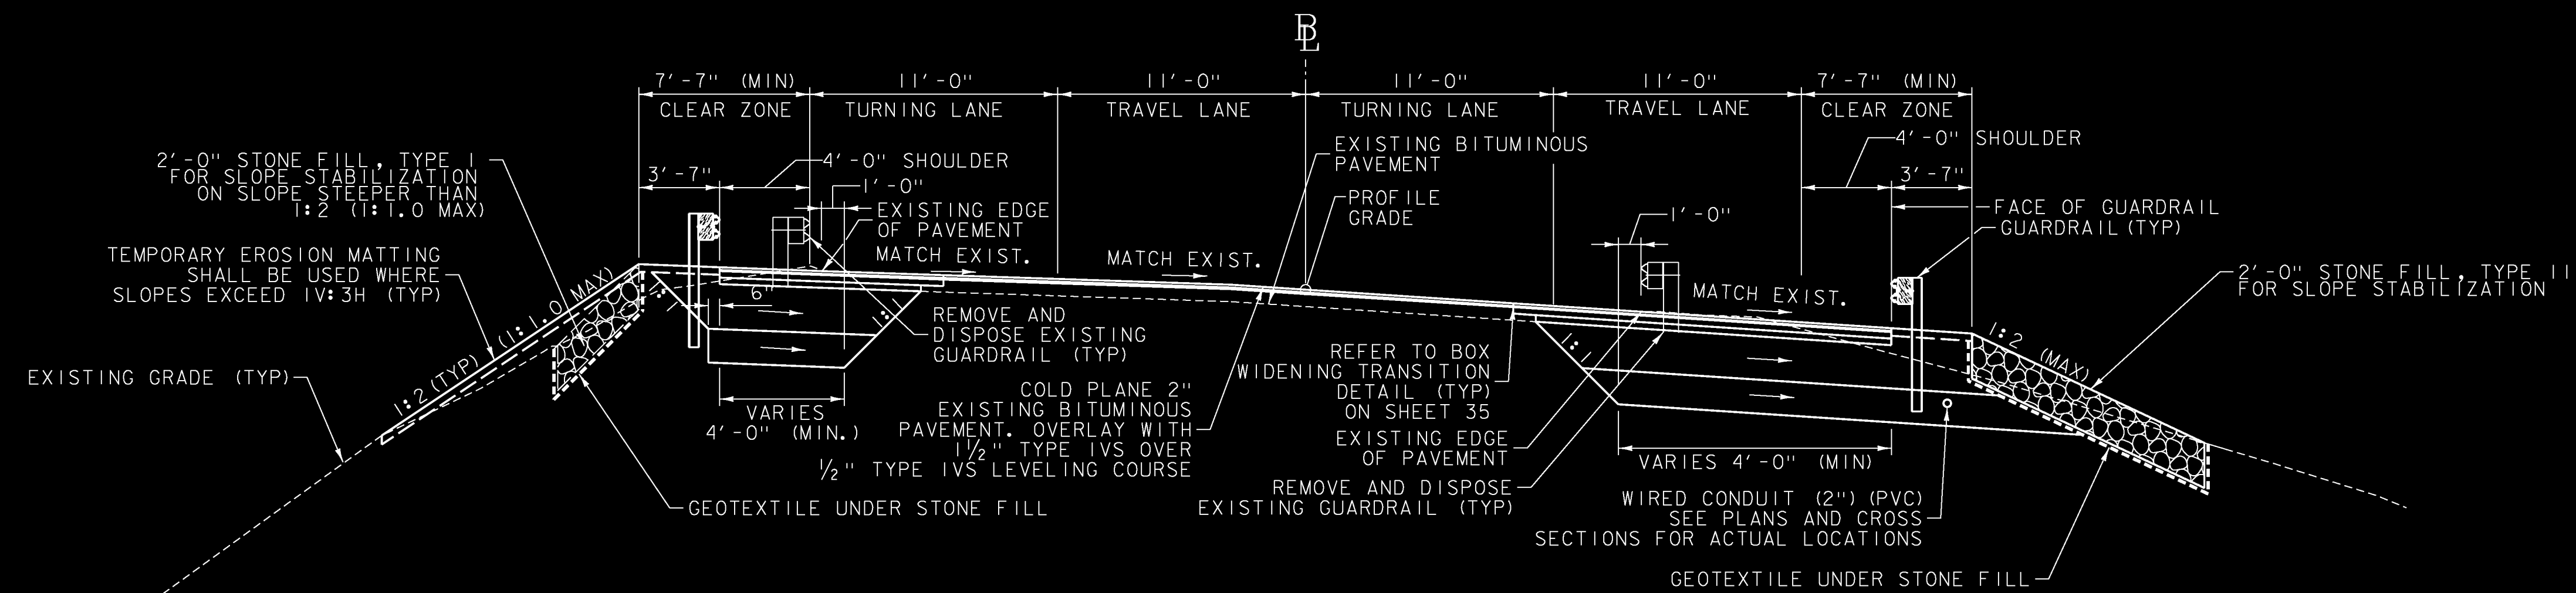 BL
7'-7" (MIN)
CLEAR ZONE
11'-0"
TURNING LANE
11'-0"
TRAVEL LANE
11'-0"
TURNING LANE
11'-0"
TRAVEL LANE
7'-7" (MIN)
CLEAR ZONE
2'-0" STONE FILL, TYPE I
FOR SLOPE STABILIZATION
ON SLOPE STEEPER THAN
1:2 (1:1.0 MAX)
3'-7"
4'-0" SHOULDER
1'-0"
EXISTING EDGE
OF PAVEMENT
MATCH EXIST.
MATCH EXIST.
EXISTING BITUMINOUS
PAVEMENT
PROFILE
GRADE
4'-0" SHOULDER
3'-7"
1'-0"
FACE OF GUARDRAIL
GUARDRAIL (TYP)
MATCH EXIST.
2'-0" STONE FILL, TYPE II
FOR SLOPE STABILIZATION
TEMPORARY EROSION MATTING
SHALL BE USED WHERE
SLOPES EXCEED 1V:3H (TYP)
EXISTING GRADE (TYP)
1:2 (TYP) (1:1.0 MAX)
1:1
6"
1:1
REMOVE AND
DISPOSE EXISTING
GUARDRAIL (TYP)
VARIES
4'-0" (MIN.)
COLD PLANE 2"
EXISTING BITUMINOUS
PAVEMENT. OVERLAY WITH
1 1/2" TYPE IVS OVER
1/2" TYPE IVS LEVELING COURSE
GEOTEXTILE UNDER STONE FILL
REFER TO BOX
WIDENING TRANSITION
DETAIL (TYP)
ON SHEET 35
EXISTING EDGE
OF PAVEMENT
REMOVE AND DISPOSE
EXISTING GUARDRAIL (TYP)
1:1
1:2 (MAX)
VARIES 4'-0" (MIN)
WIRED CONDUIT (2") (PVC)
SEE PLANS AND CROSS
SECTIONS FOR ACTUAL LOCATIONS
GEOTEXTILE UNDER STONE FILL